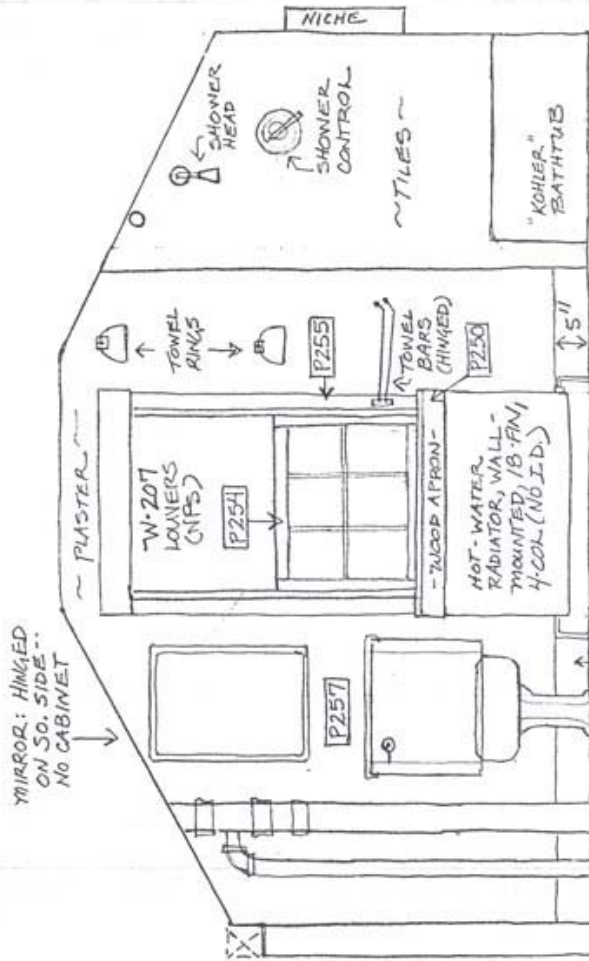 MIRROR: HINGED
ON SO. SIDE --
NO CABINET
~ PLASTER ~
NICHE
SHOWER
HEAD
SHOWER
CONTROL
~TILES~
"KOHLER"
BATHTUB
TOWEL
RINGS
P255
TOWEL
BARS
(HINGED)
P250
5"
W-207
LOUVERS
(NPS)
P254
-WOOD APRON-
HOT-WATER
RADIATOR, WALL-
MOUNTED, 18-FIN,
4-COL (NO I.D.)
P257